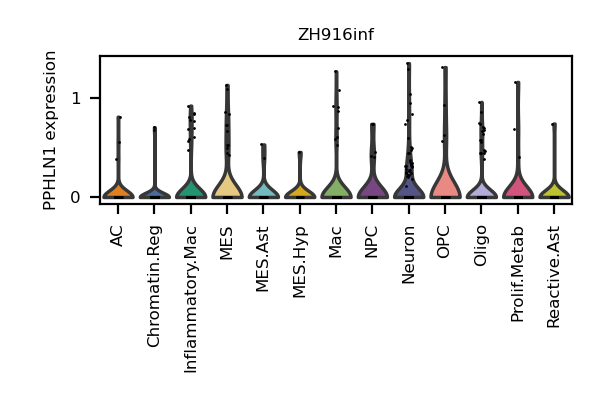 ZH916inf
PPHLN1 expression
1
0
AC
Chromatin.Reg
Inflammatory.Mac
MES
MES.Ast
MES.Hyp
Mac
NPC
Neuron
OPC
Oligo
Prolif.Metab
Reactive.Ast